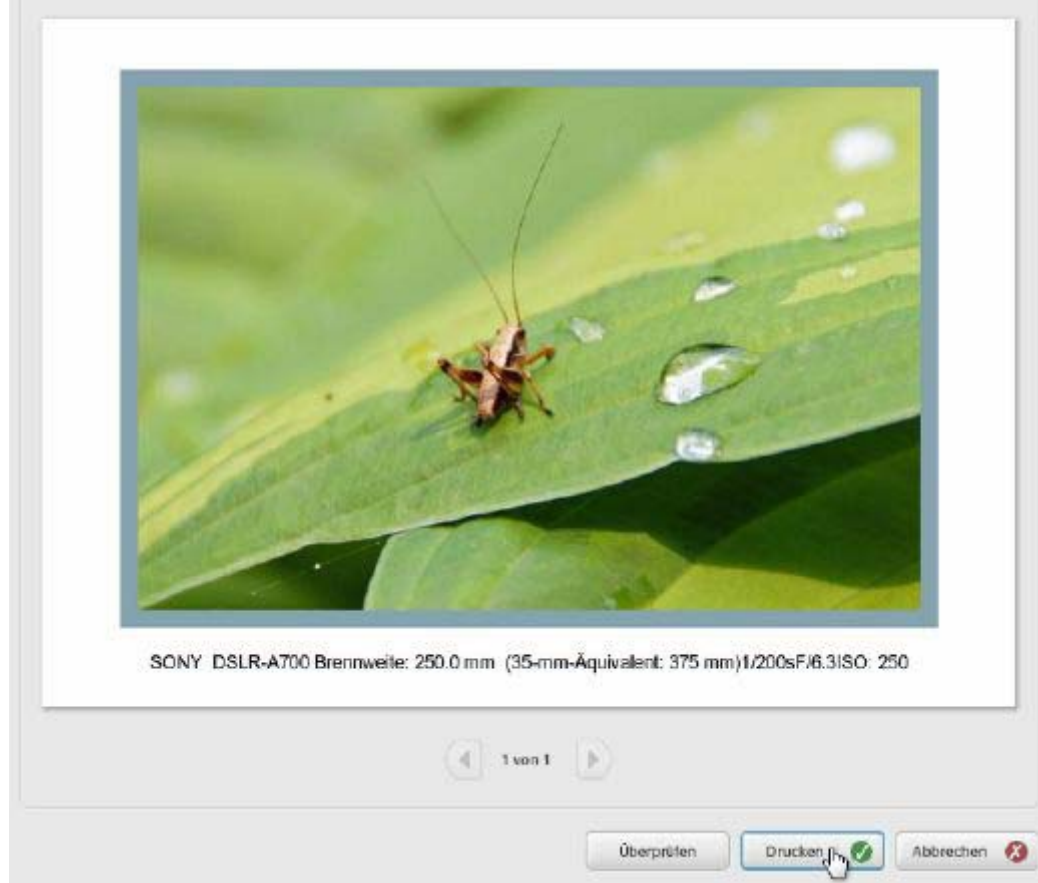 SONY DSLR-A700 Brennweite: 250.0 mm (35-mm-Äquivalent: 375 mm)1/200sF/6.3ISO: 250
1 von 1
Überprüfen Drucken Abbrechen